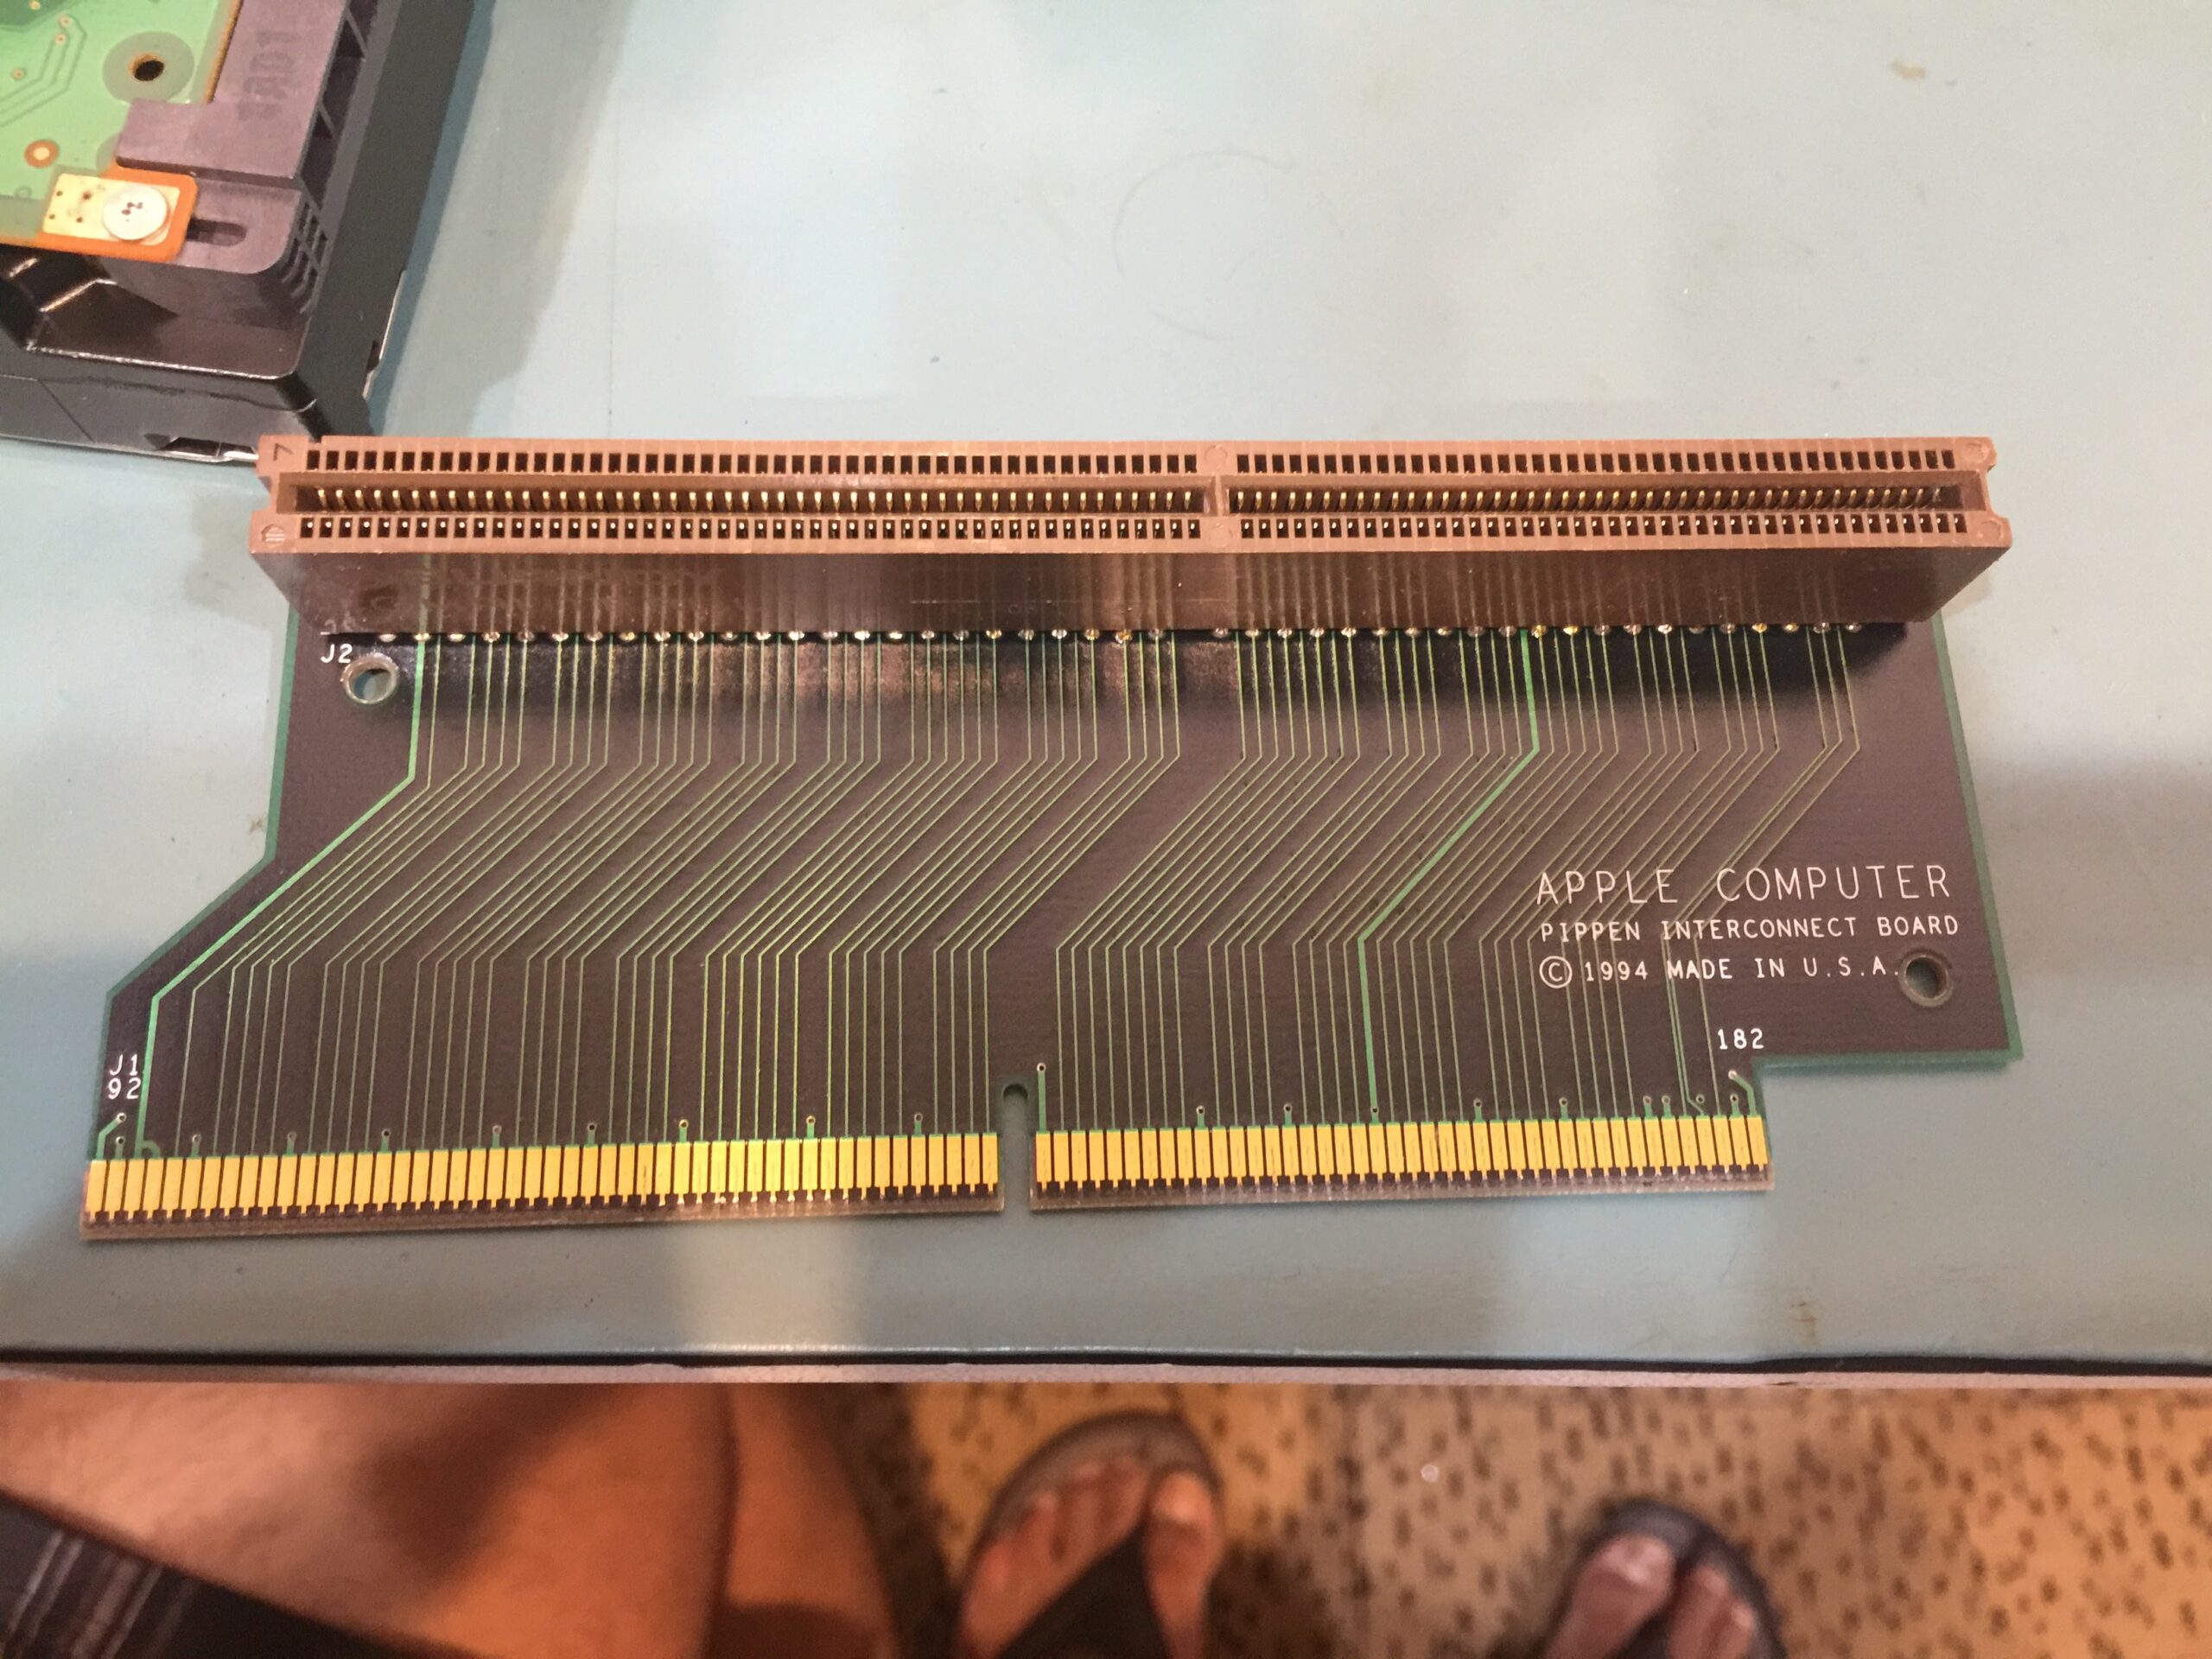 J2
APPLE COMPUTER
PIPPEN INTERCONNECT BOARD
© 1994 MADE IN U.S.A.
J1
92
182